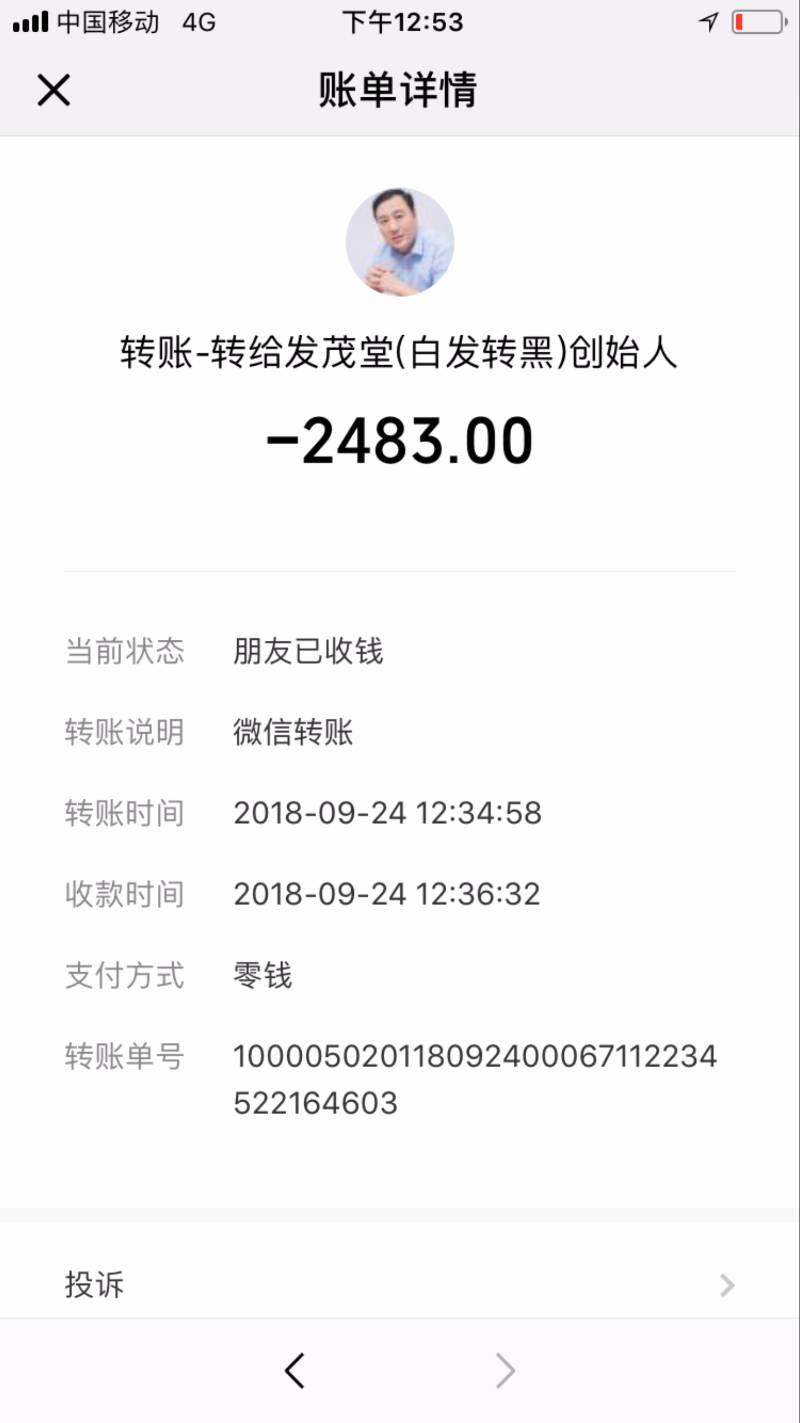 中国移动 4G 下午12:53
账单详情
转账-转给发茂堂(白发转黑)创始人
-2483.00
当前状态 朋友已收钱
转账说明 微信转账
转账时间 2018-09-24 12:34:58
收款时间 2018-09-24 12:36:32
支付方式 零钱
转账单号 100005020118092400067112234
522164603
投诉